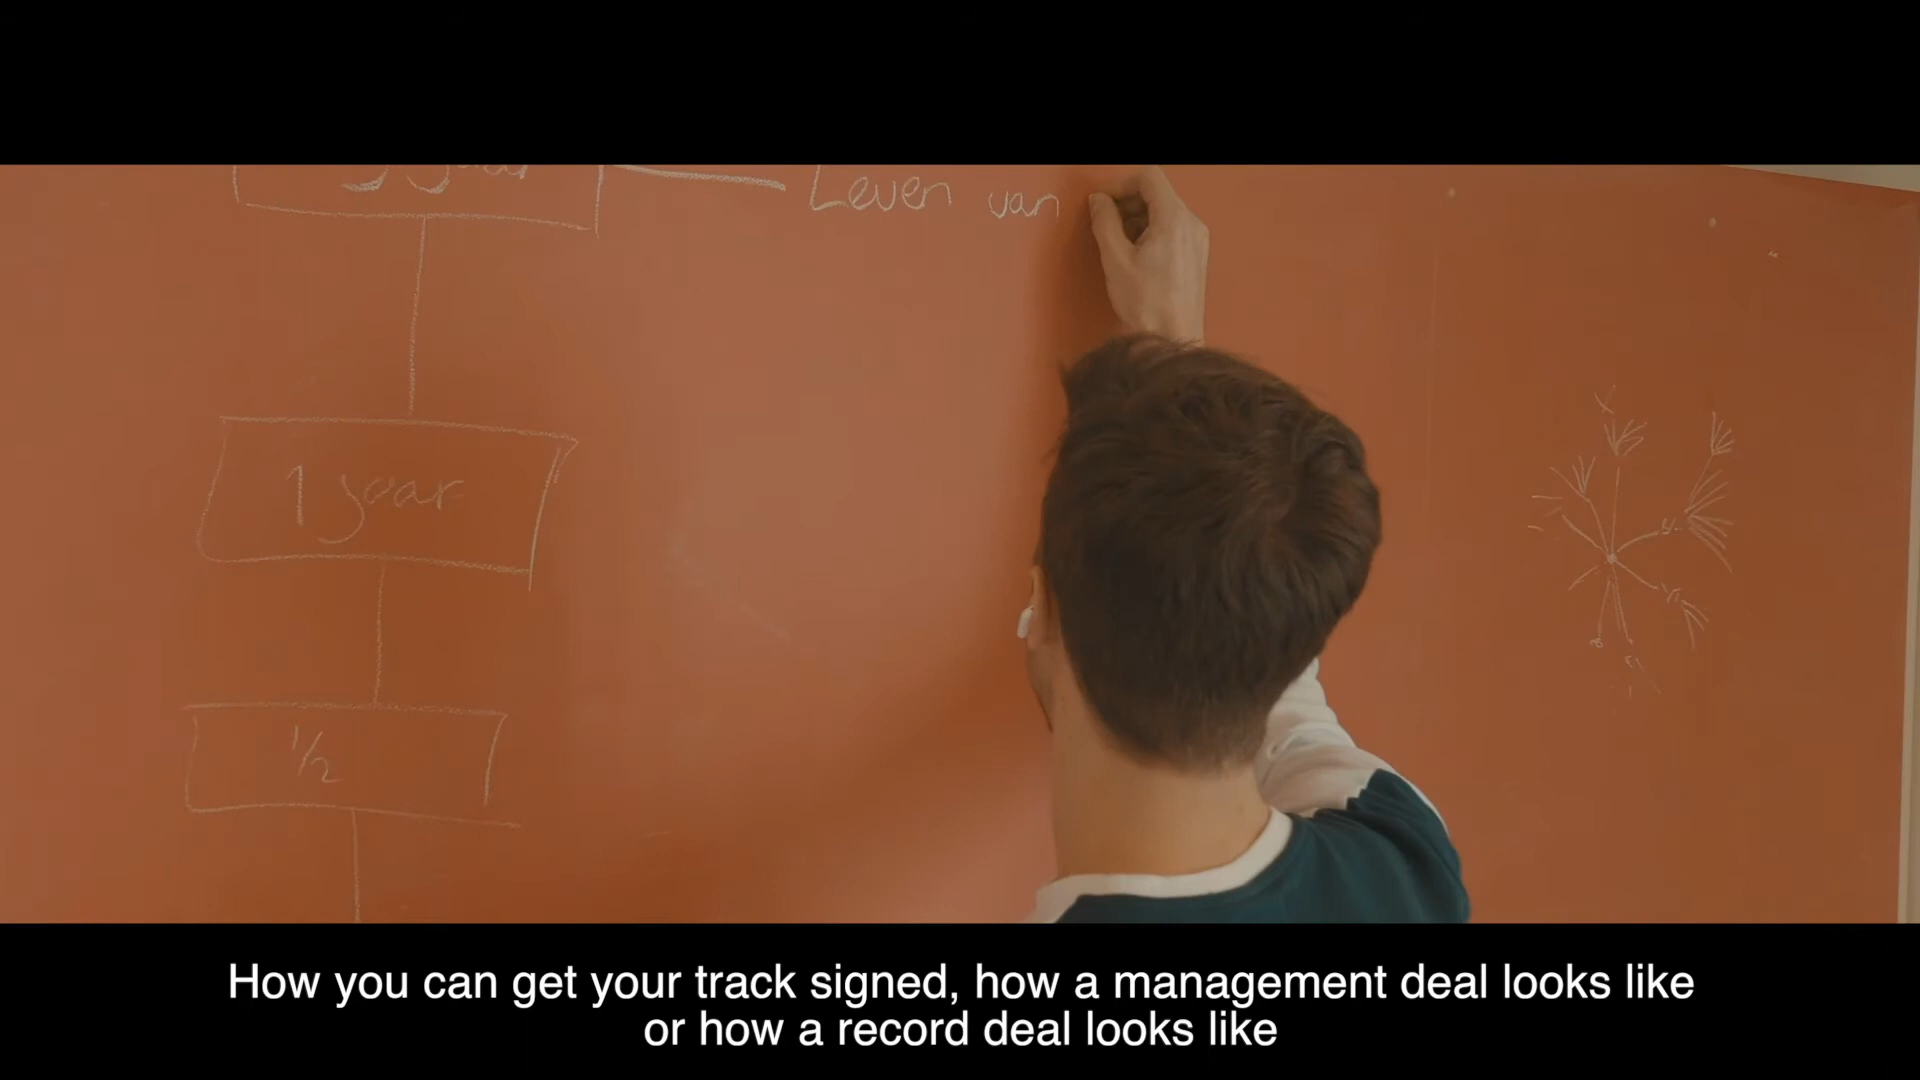 Leven van
1 jaar
1/2
How you can get your track signed, how a management deal looks like
or how a record deal looks like